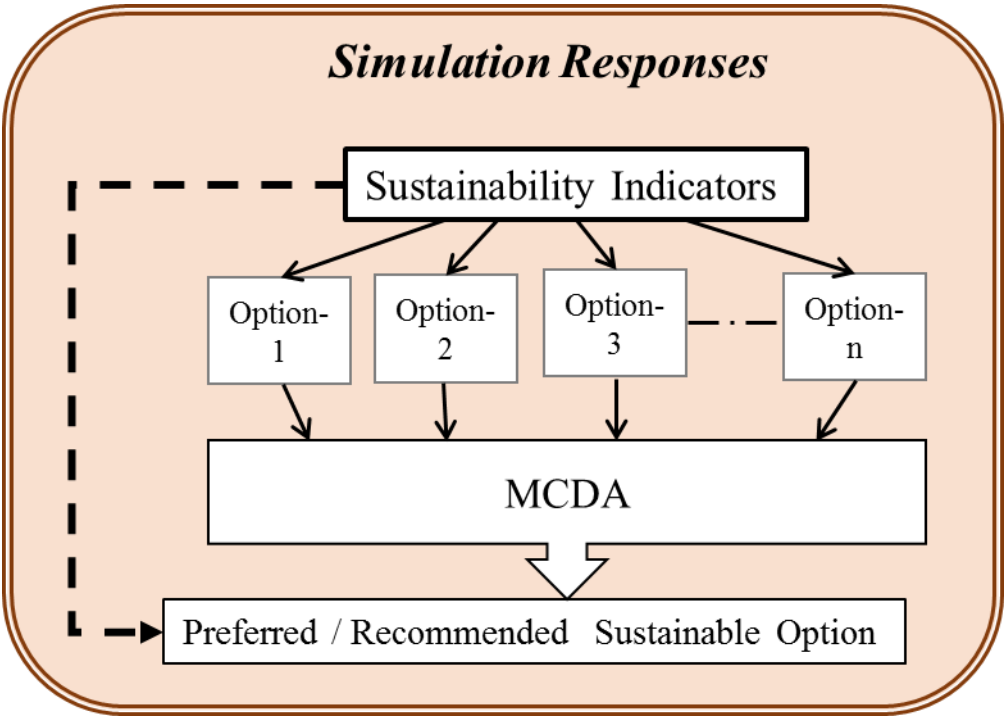 Simulation Responses
Sustainability Indicators
Option-
1
Option-
2
Option-
3
Option-
n
MCDA
Preferred / Recommended Sustainable Option